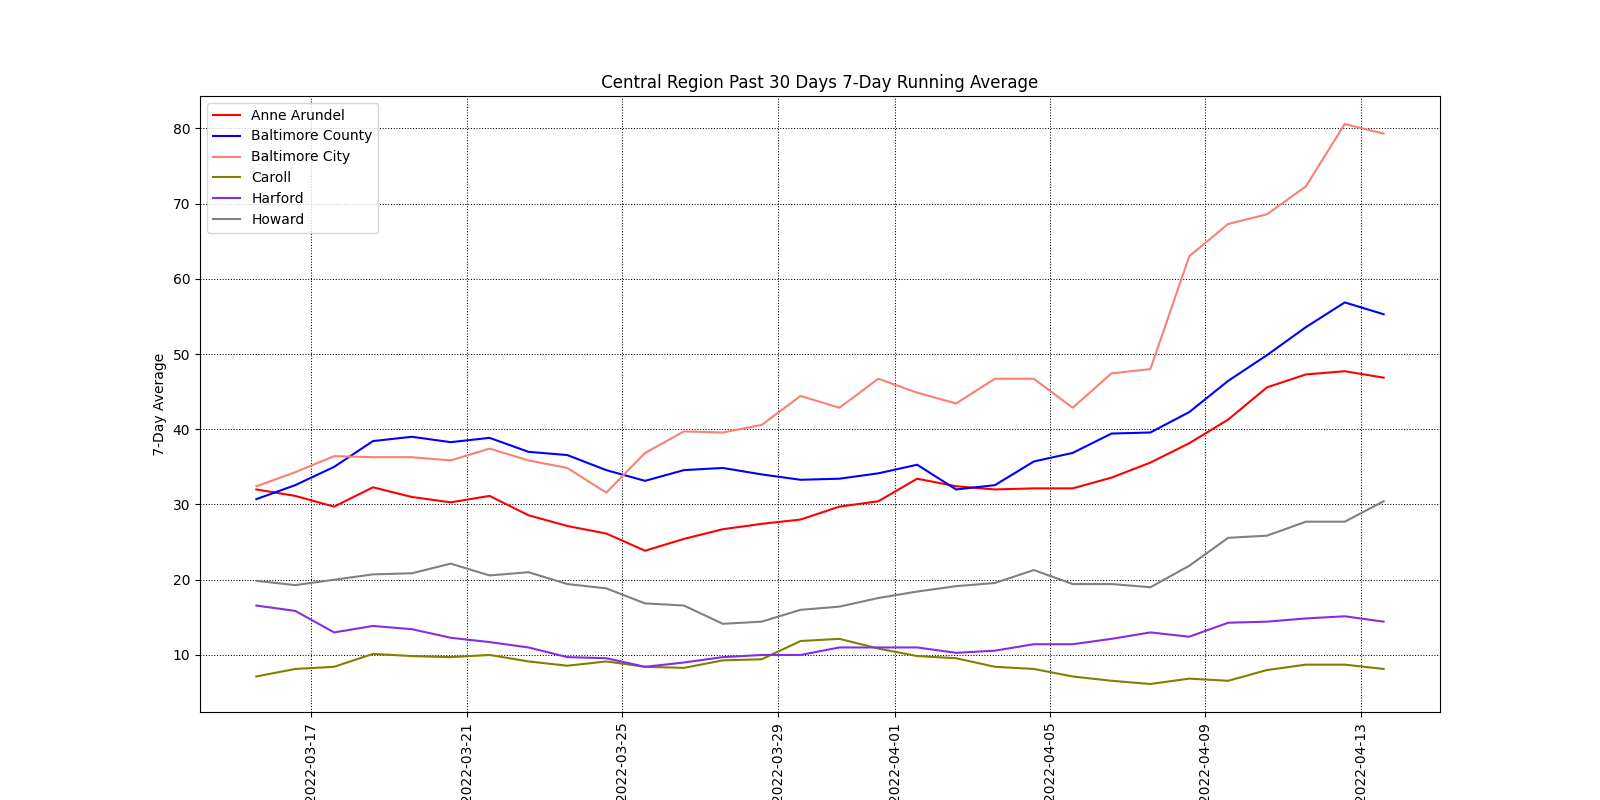 Central Region Past 30 Days 7-Day Running Average
Anne Arundel
Baltimore County
Baltimore City
Caroll
Harford
Howard
7-Day Average
80
70
60
50
40
30
20
10
2022-03-17
2022-03-21
2022-03-25
2022-03-29
2022-04-01
2022-04-05
2022-04-09
2022-04-13